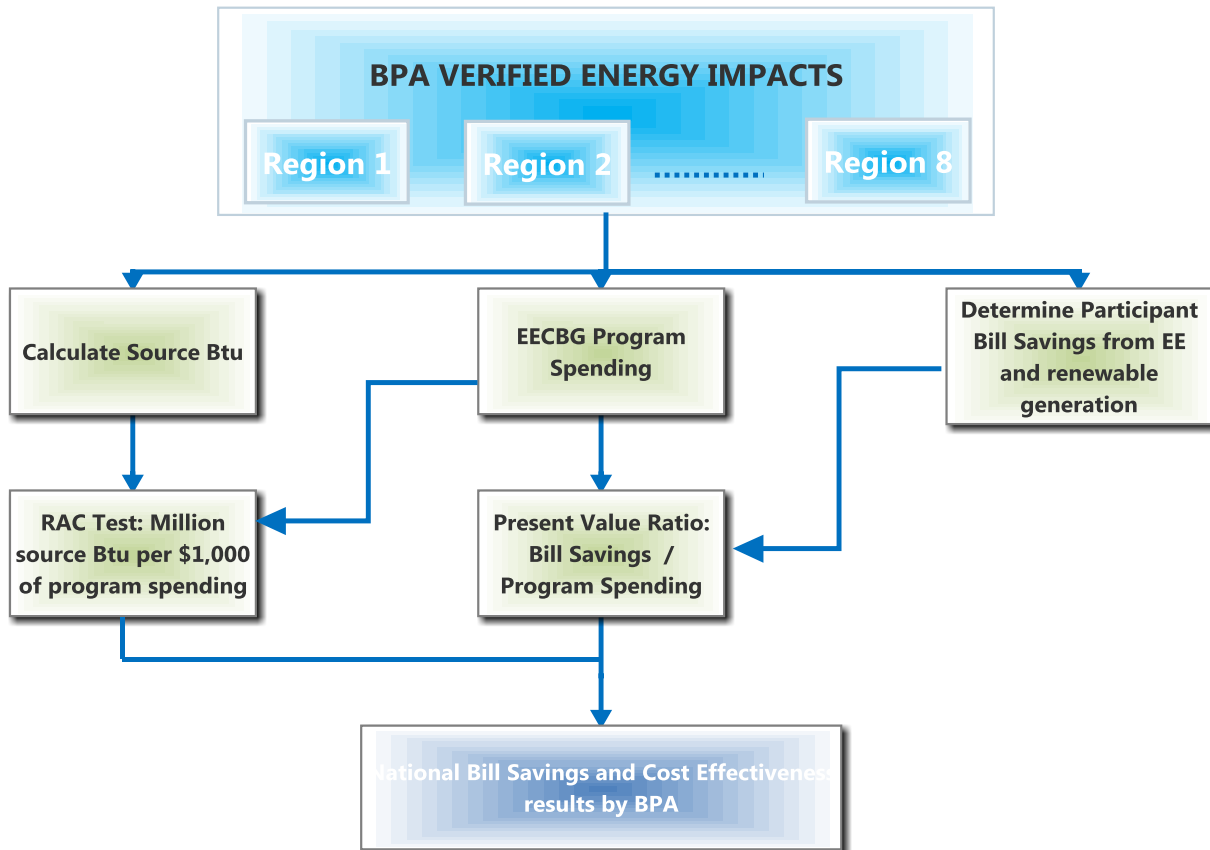 BPA VERIFIED ENERGY IMPACTS
Region 1
Region 2
Region 8
Calculate Source Btu
EECBG Program
Spending
Determine Participant
Bill Savings from EE
and renewable
generation
RAC Test: Million
source Btu per $1,000
of program spending
Present Value Ratio:
Bill Savings /
Program Spending
National Bill Savings and Cost Effectiveness
results by BPA